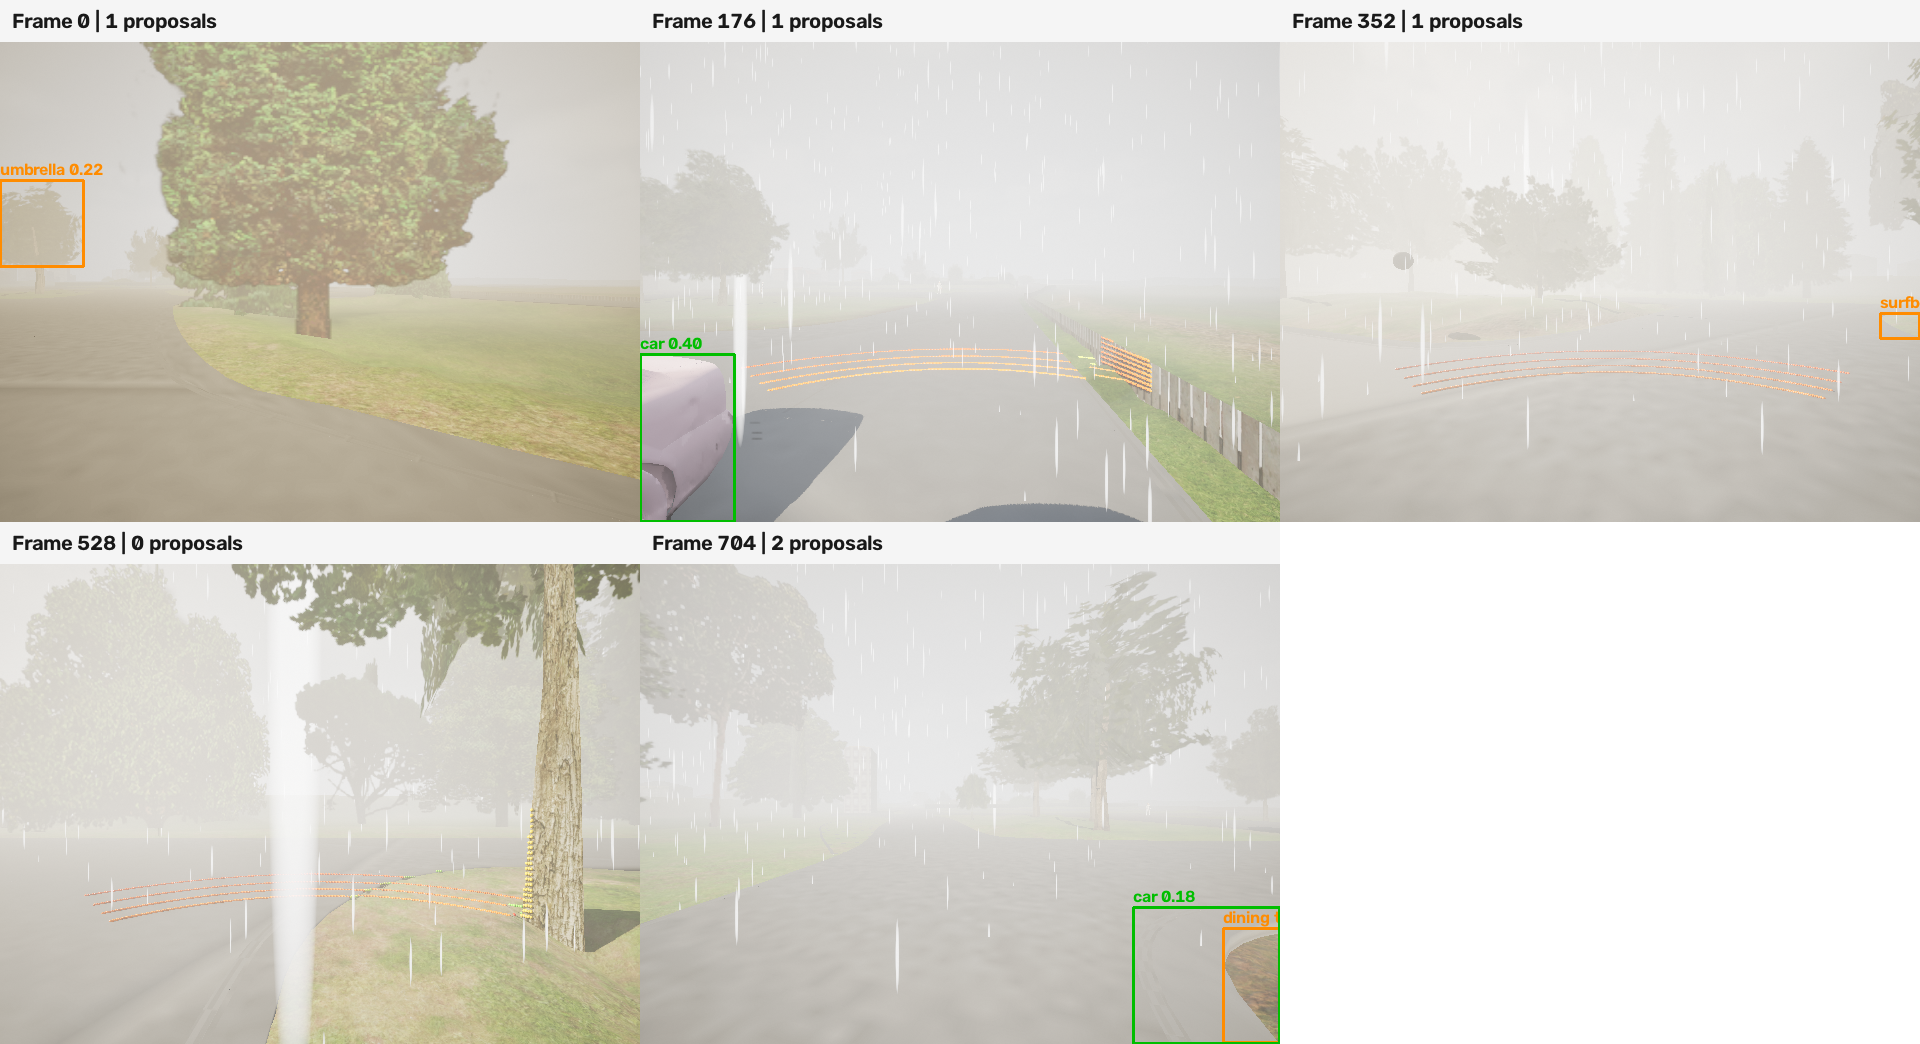 Frame 0 | 1 proposals
umbrella 0.22
Frame 176 | 1 proposals
car 0.40
Frame 352 | 1 proposals
surfb
Frame 528 | 0 proposals
Frame 704 | 2 proposals
car 0.18
dining